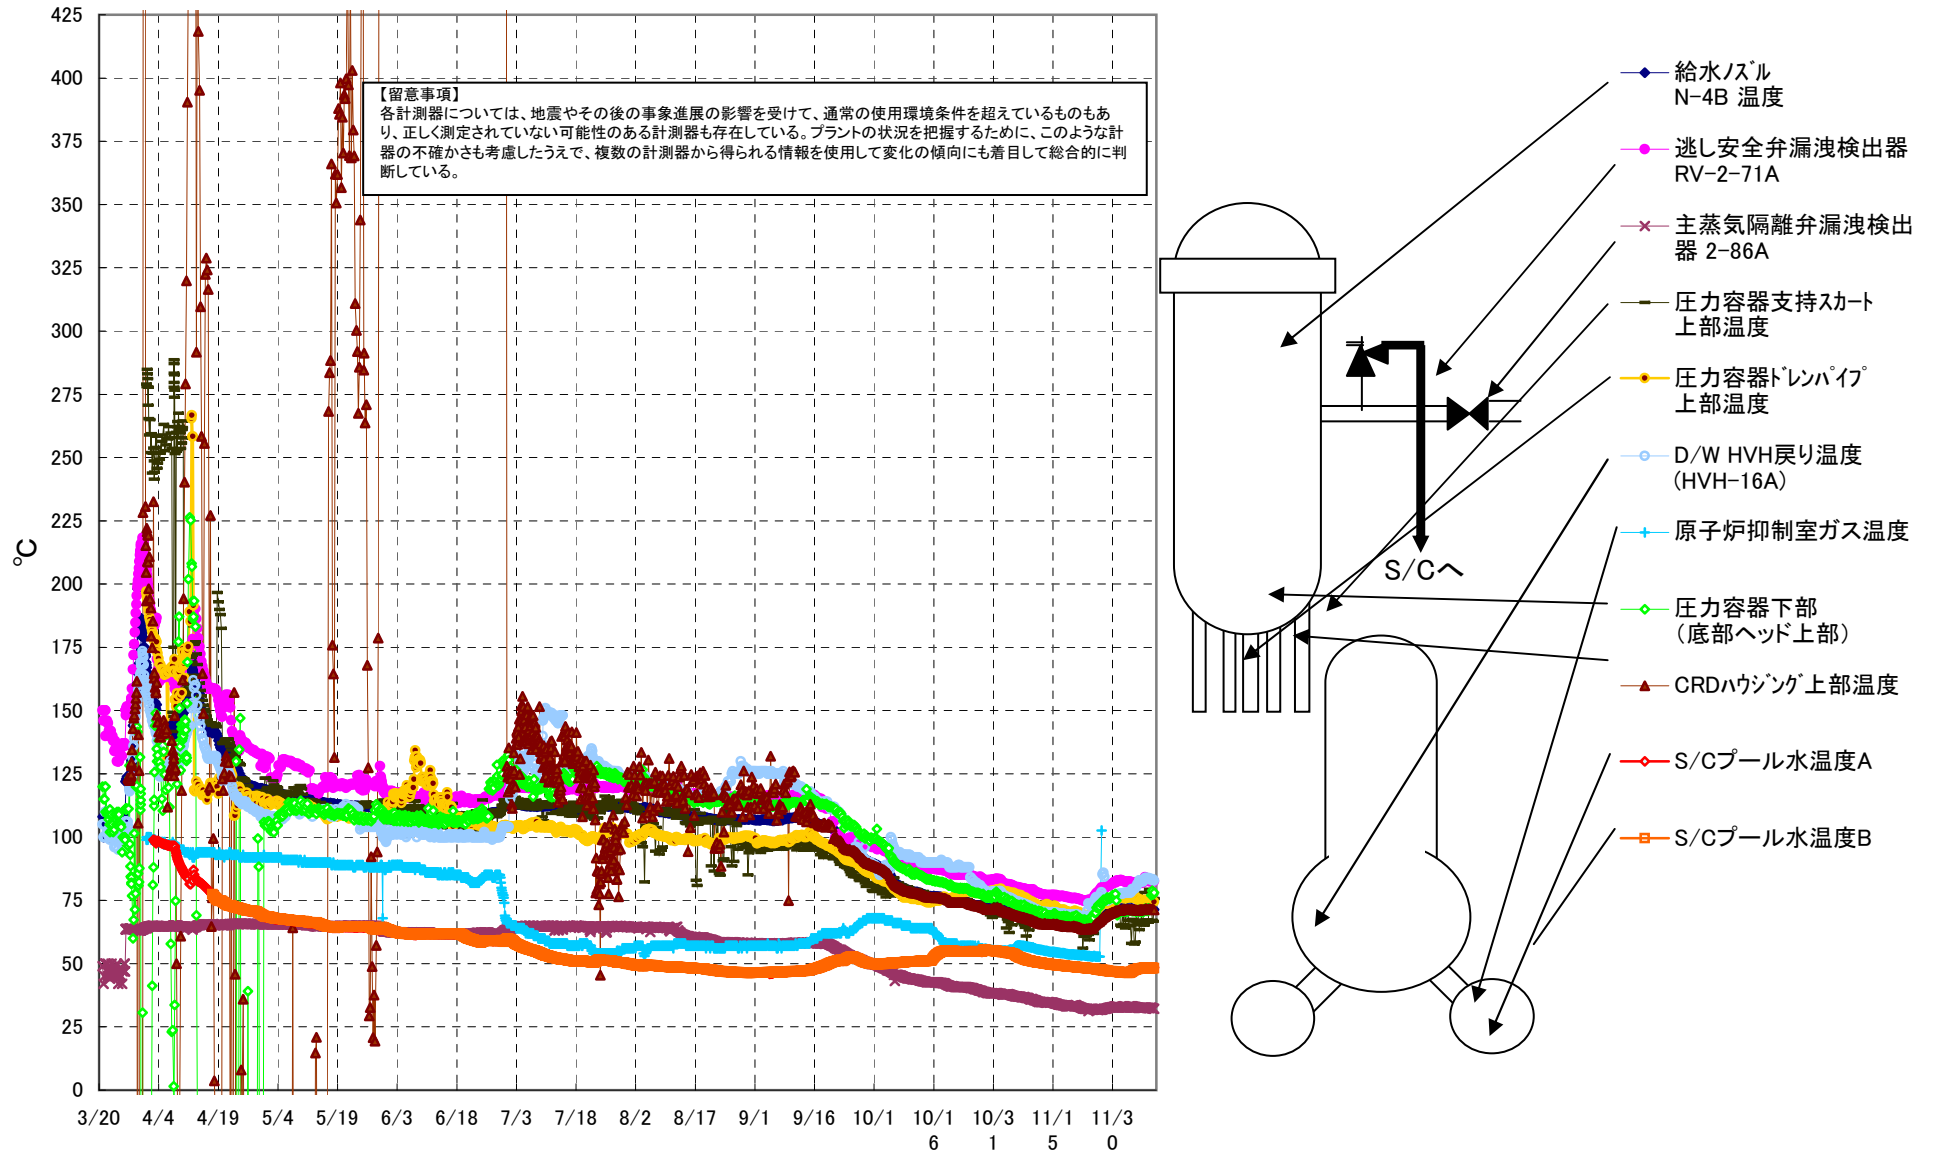 425
400
375
350
325
300
275
250
225
200
175
150
125
100
75
50
25
0
℃
3/20
4/4
4/19
5/4
5/19
6/3
6/18
7/3
7/18
8/2
8/17
9/1
9/16
10/1
10/1
6
10/3
1
11/1
5
11/3
0
【留意事項】
各計測器については、地震やその後の事象進展の影響を受けて、通常の使用環境条件を超えているものもあ
り、正しく測定されていない可能性のある計測器も存在している。プラントの状況を把握するために、このような計
器の不確かさも考慮したうえで、複数の計測器から得られる情報を使用して変化の傾向にも着目して総合的に判
断している。
S/Cへ
給水ノズル
N-4B 温度
逃し安全弁漏洩検出器
RV-2-71A
主蒸気隔離弁漏洩検出
器 2-86A
圧力容器支持スカート
上部温度
圧力容器ドレンパイプ
上部温度
D/W HVH戻り温度
(HVH-16A)
原子炉抑制室ガス温度
圧力容器下部
(底部ヘッド上部)
CRDハウジング上部温度
S/Cプール水温度A
S/Cプール水温度B